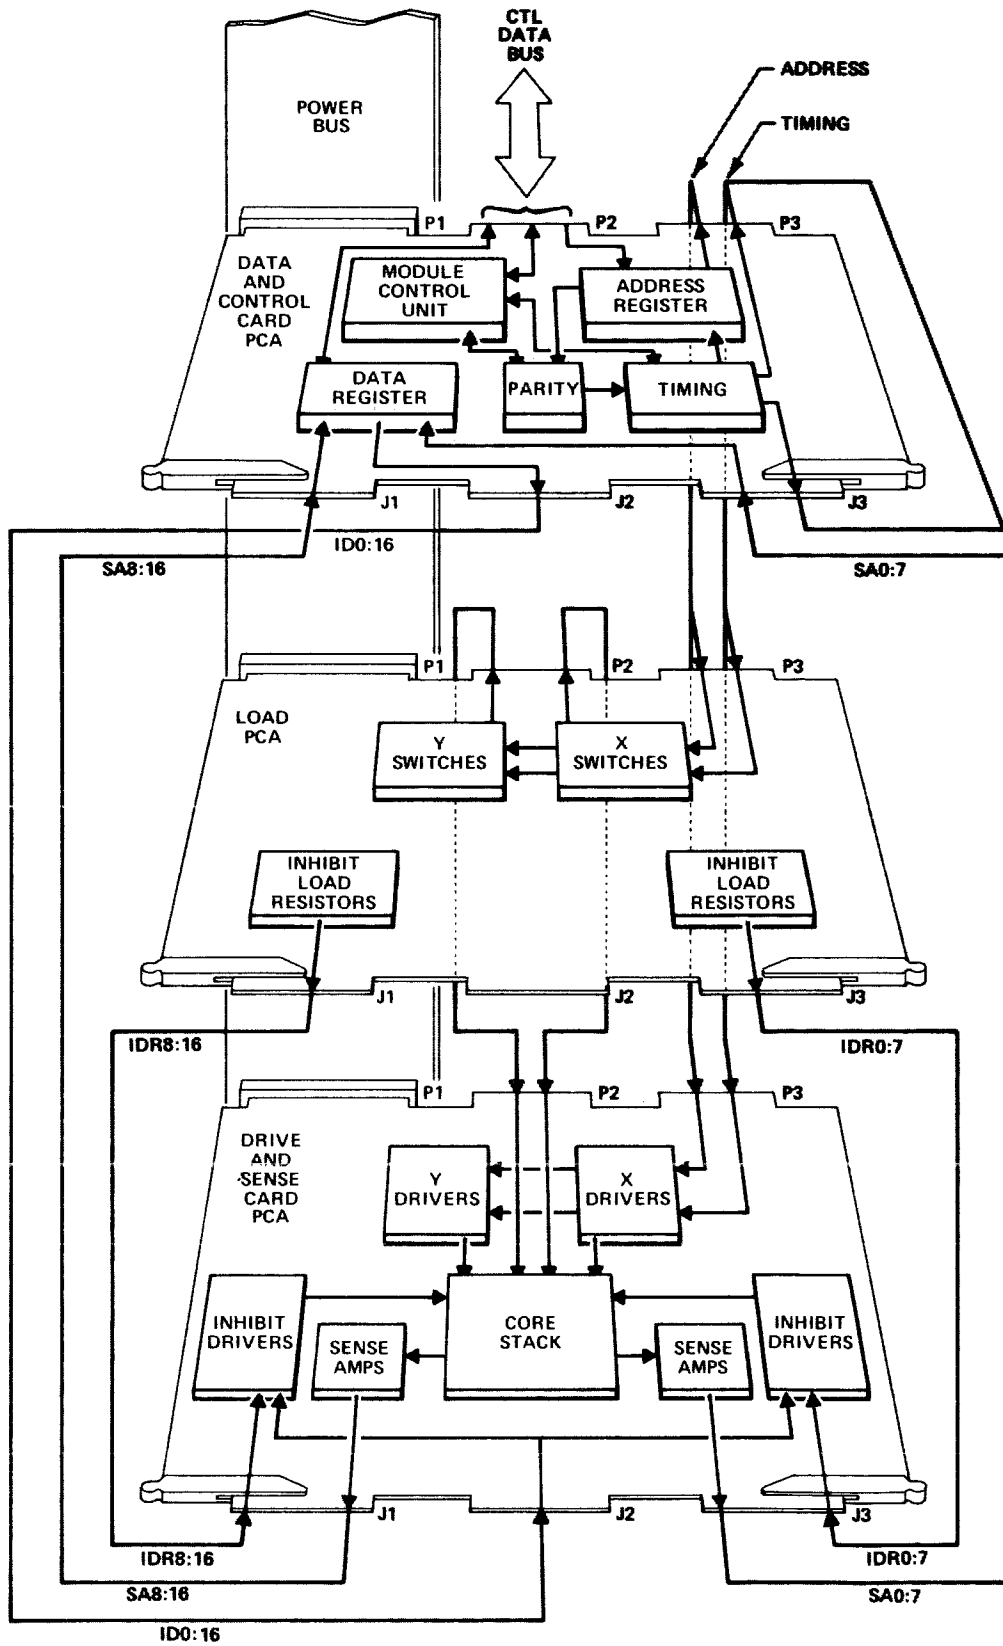 CTL
DATA
BUS
ADDRESS
POWER
BUS
TIMING
P1
P2
P3
DATA
AND
CONTROL
CARD
PCA
MODULE
CONTROL
UNIT
ADDRESS
REGISTER
DATA
REGISTER
PARITY
TIMING
J1
J2
J3
ID0:16
SA8:16
SA0:7
P1
P2
P3
LOAD
PCA
Y
SWITCHES
X
SWITCHES
INHIBIT
LOAD
RESISTORS
INHIBIT
LOAD
RESISTORS
J1
J2
J3
IDR8:16
IDR0:7
P1
P2
P3
DRIVE
AND
SENSE
CARD
PCA
Y
DRIVERS
X
DRIVERS
INHIBIT
DRIVERS
SENSE
AMPS
CORE
STACK
SENSE
AMPS
INHIBIT
DRIVERS
J1
J2
J3
IDR8:16
IDR0:7
SA8:16
SA0:7
ID0:16